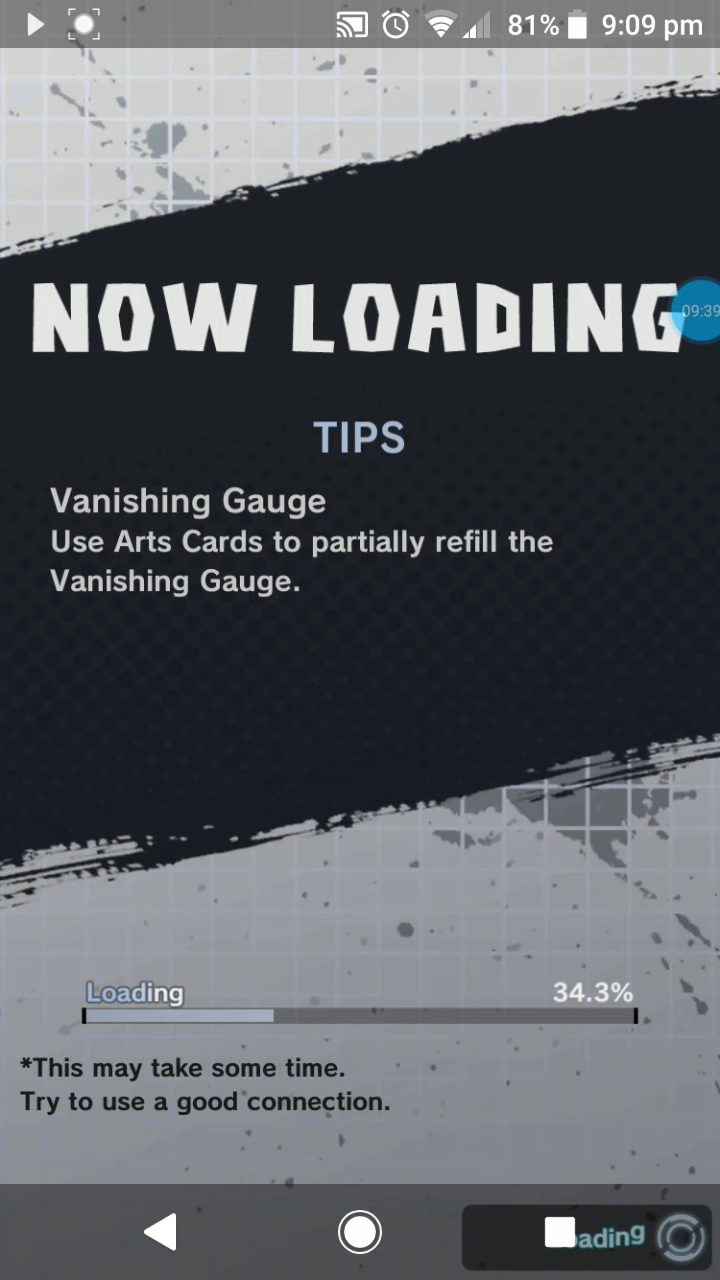 81% 9:09 pm
NOW LOADING
09:39
TIPS
Vanishing Gauge
Use Arts Cards to partially refill the
Vanishing Gauge.
Loading 34.3%
*This may take some time.
Try to use a good connection.